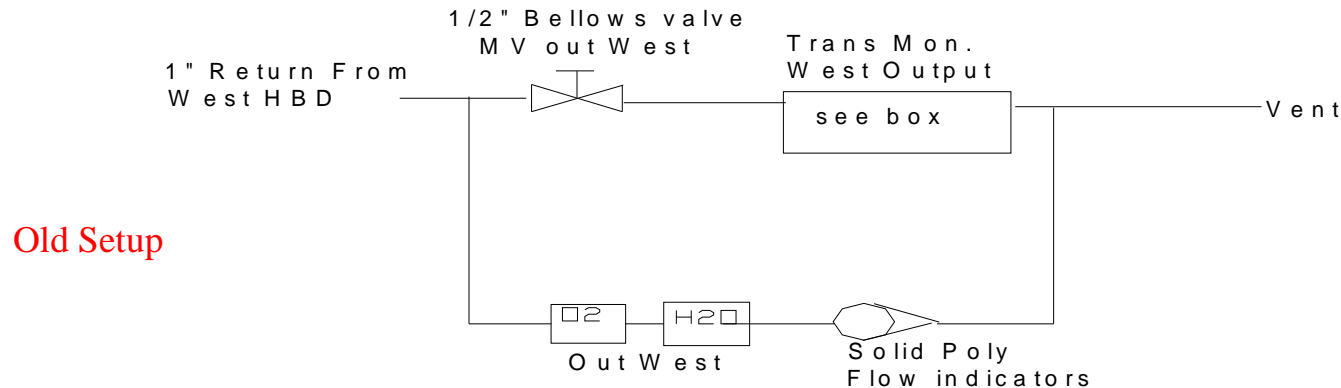 1/2" Bellows valve
MV out West
Trans Mon.
West Output
1" Return From
West HBD
see box
Vent
Old Setup
O2
H2O
Out West
Solid Poly
Flow indicators